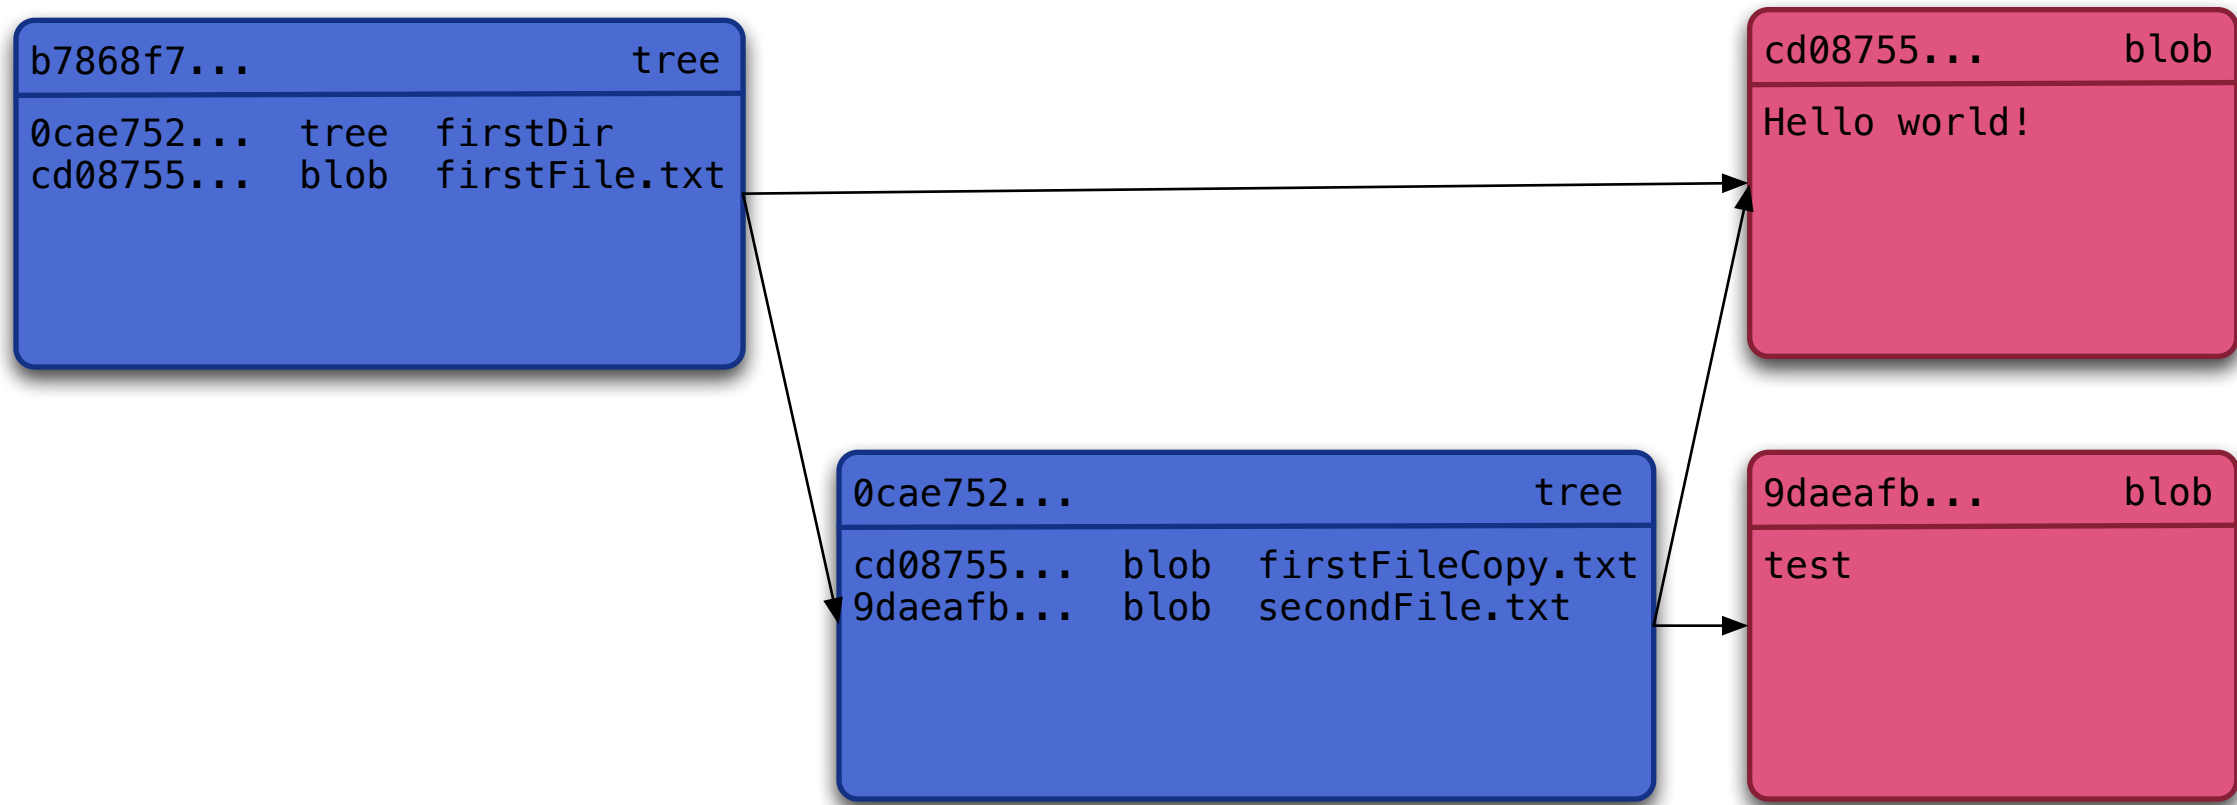 b7868f7... tree
0cae752... tree firstDir
cd08755... blob firstFile.txt
cd08755... blob
Hello world!
0cae752... tree
cd08755... blob firstFileCopy.txt
9daeafb... blob secondFile.txt
9daeafb... blob
test